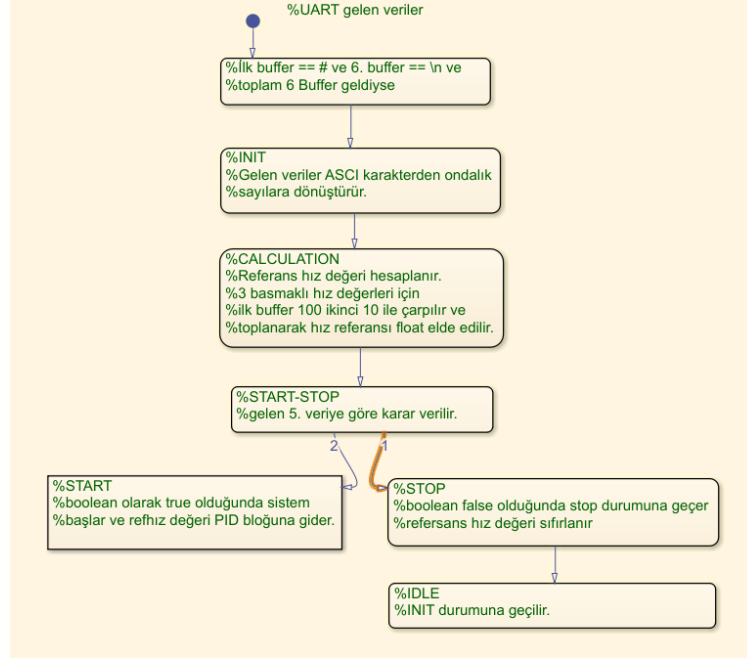 %UART gelen veriler
%İlk buffer == # ve 6. buffer == \n ve
%toplam 6 Buffer geldiyse
%INIT
%Gelen veriler ASCI karakterden ondalık
%sayılara dönüştürür.
%CALCULATION
%Referans hız değeri hesaplanır.
%3 basmaklı hız değerleri için
%ilk buffer 100 ikinci 10 ile çarpılır ve
%toplanarak hız referansı float elde edilir.
%START-STOP
%gelen 5. veriye göre karar verilir.
2
1
%START
%boolean olarak true olduğunda sistem
%başlar ve refhız değeri PID bloğuna gider.
%STOP
%boolean false olduğunda stop durumuna geçer
%refersans hız değeri sıfırlanır
%IDLE
%INIT durumuna geçilir.